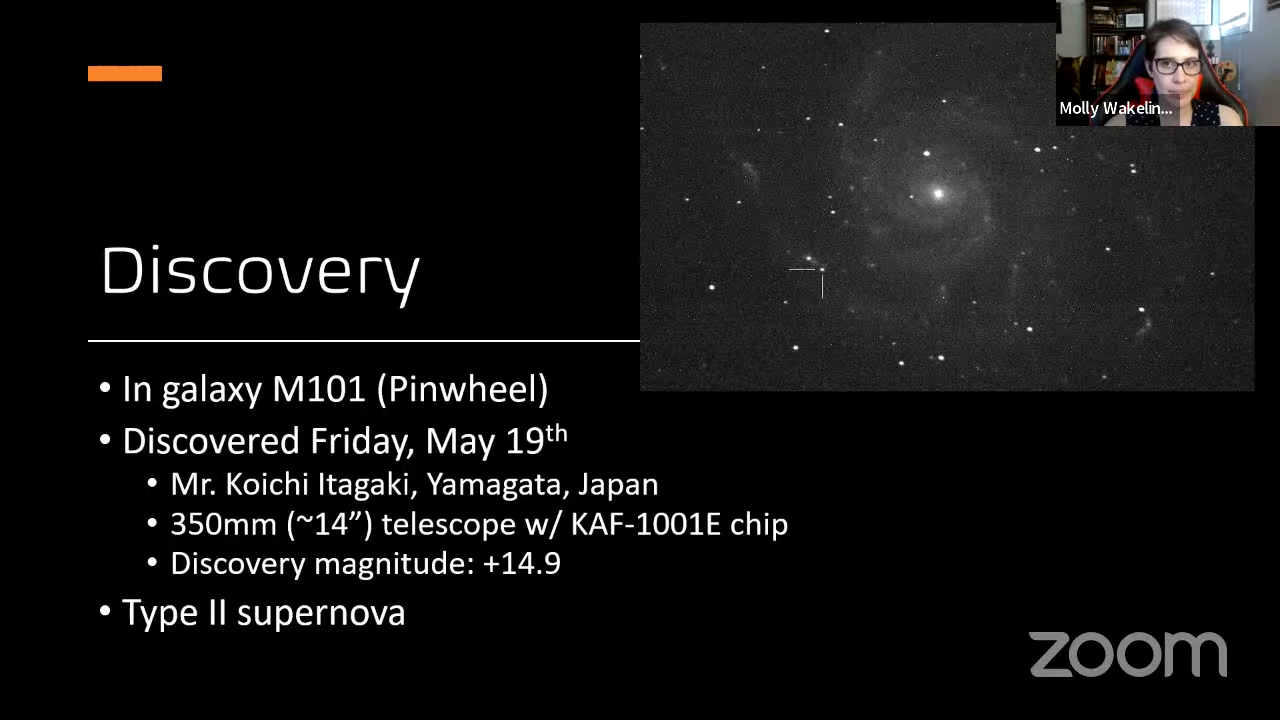 Molly Wakelin...
Discovery
• In galaxy M101 (Pinwheel)
• Discovered Friday, May 19th
• Mr. Koichi Itagaki, Yamagata, Japan
• 350mm (~14”) telescope w/ KAF-1001E chip
• Discovery magnitude: +14.9
• Type II supernova
zoom